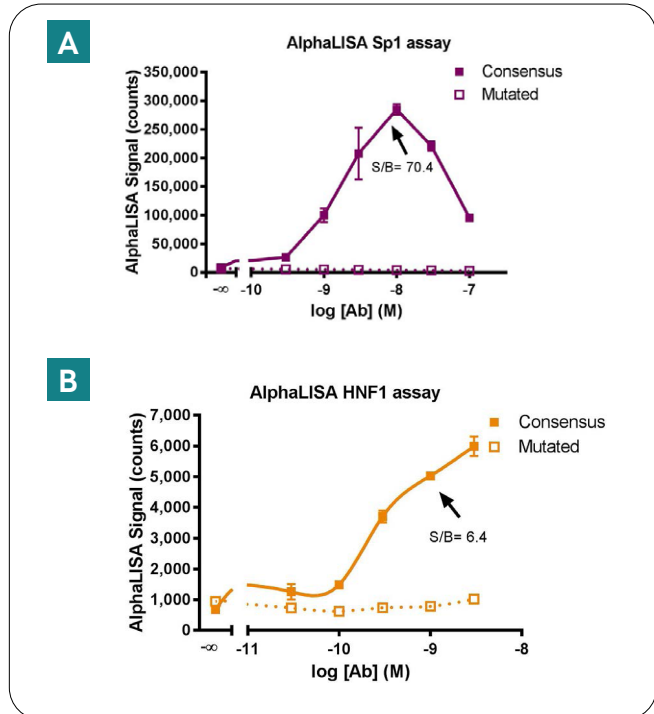 A
AlphaLISA Sp1 assay
AlphaLISA Signal (counts)
350,000
300,000
250,000
200,000
150,000
100,000
50,000
0
Consensus
Mutated
S/B= 70.4
-∞ -10 -9 -8 -7
log [Ab] (M)
B
AlphaLISA HNF1 assay
AlphaLISA Signal (counts)
7,000
6,000
5,000
4,000
3,000
2,000
1,000
0
Consensus
Mutated
S/B= 6.4
-∞ -11 -10 -9 -8
log [Ab] (M)